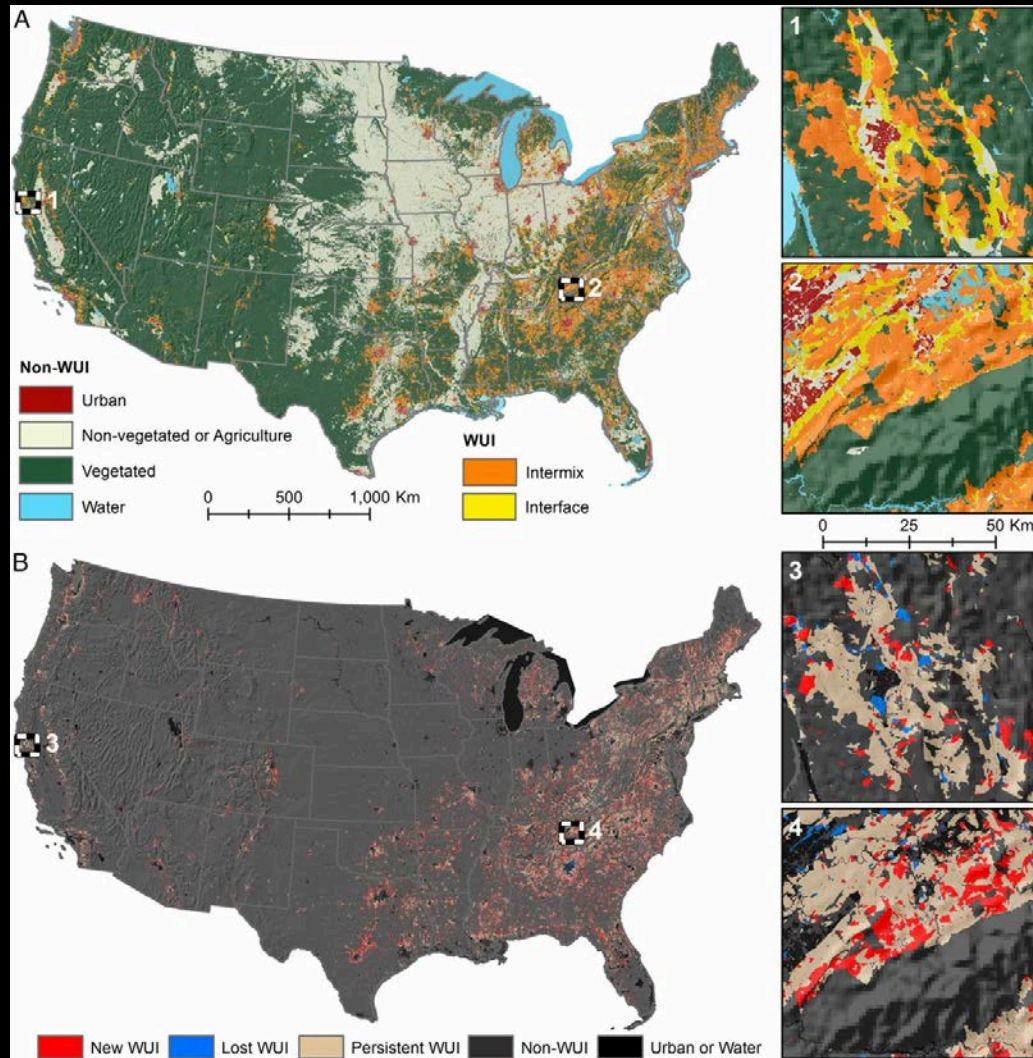 A
1
2
Non-WUI
Urban
Non-vegetated or Agriculture
Vegetated
Water
0 500 1,000 Km
WUI
Intermix
Interface
1
2
0 25 50 Km
B
3
4
3
4
New WUI Lost WUI Persistent WUI Non-WUI Urban or Water